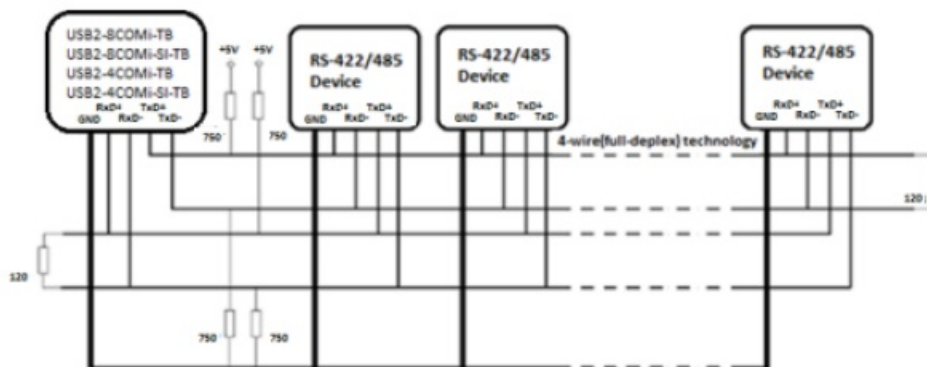 USB2-8COMi-TB
USB2-8COMi-SI-TB
USB2-4COMi-TB
USB2-4COMi-SI-TB
RxD+ TxD+
GND RxD- TxD-
+5V +5V
750 750
RS-422/485
Device
RxD+ TxD+
GND RxD- TxD-
RS-422/485
Device
RxD+ TxD+
GND RxD- TxD-
RS-422/485
Device
RxD+ TxD+
GND RxD- TxD-
4-wire(full-deplex) technology
120
120
750 750